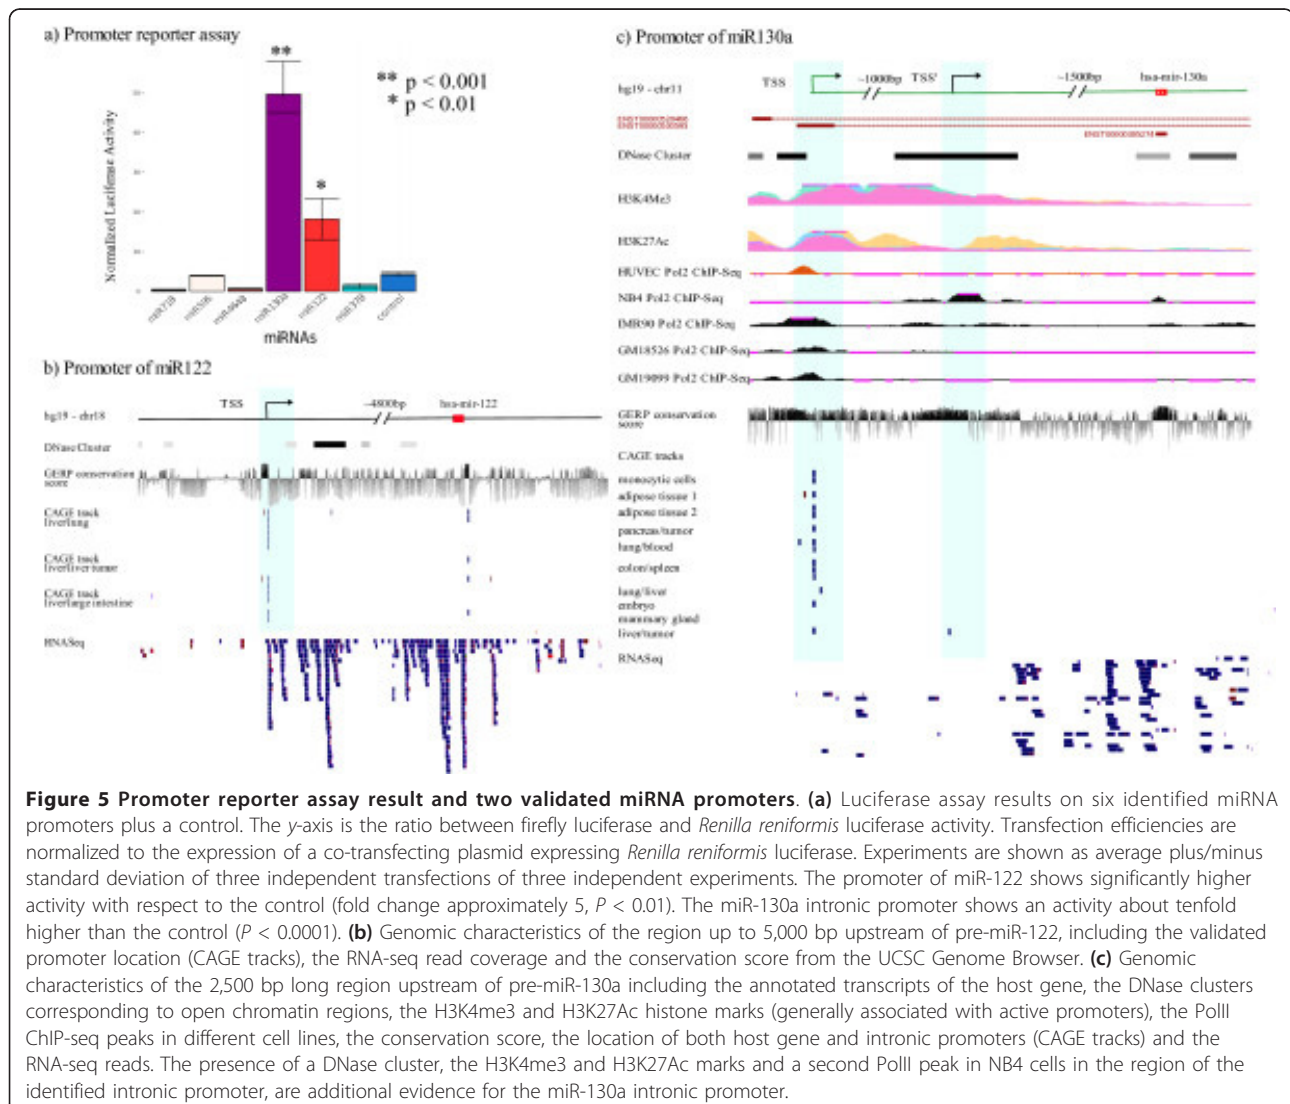 a) Promoter reporter assay
**
** p < 0.001
* p < 0.01
*
Normalized Luciferase Activity
miR130a
miR122
control
miRNAs
b) Promoter of miR122
TSS
~4800bp
hsa-mir-122
hg19 - chr18
DNase Cluster
GERP conservation
score
CAGE track
liver/lung
CAGE track
liver/liver tumor
CAGE track
liver/large intestine
RNASeq
c) Promoter of miR130a
TSS
~1000bp
TSS'
~1500bp
hsa-mir-130a
hg19 - chr11
DNase Cluster
H3K4Me3
H3K27Ac
HUVEC Pol2 ChIP-Seq
NB4 Pol2 ChIP-Seq
IMR90 Pol2 ChIP-Seq
GM18526 Pol2 ChIP-Seq
GM19099 Pol2 ChIP-Seq
GERP conservation
score
CAGE tracks
monocytic cells
adipose tissue 1
adipose tissue 2
pancreas/tumor
lung/blood
colon/spleen
lung/liver
embryo
mammary gland
liver/tumor
RNASeq
Figure 5 Promoter reporter assay result and two validated miRNA promoters. (a) Luciferase assay results on six identified miRNA
promoters plus a control. The y-axis is the ratio between firefly luciferase and Renilla reniformis luciferase activity. Transfection efficiencies are
normalized to the expression of a co-transfecting plasmid expressing Renilla reniformis luciferase. Experiments are shown as average plus/minus
standard deviation of three independent transfections of three independent experiments. The promoter of miR-122 shows significantly higher
activity with respect to the control (fold change approximately 5, P < 0.01). The miR-130a intronic promoter shows an activity about tenfold
higher than the control (P < 0.0001). (b) Genomic characteristics of the region up to 5,000 bp upstream of pre-miR-122, including the validated
promoter location (CAGE tracks), the RNA-seq read coverage and the conservation score from the UCSC Genome Browser. (c) Genomic
characteristics of the 2,500 bp long region upstream of pre-miR-130a including the annotated transcripts of the host gene, the DNase clusters
corresponding to open chromatin regions, the H3K4me3 and H3K27Ac histone marks (generally associated with active promoters), the PolII
ChIP-seq peaks in different cell lines, the conservation score, the location of both host gene and intronic promoters (CAGE tracks) and the
RNA-seq reads. The presence of a DNase cluster, the H3K4me3 and H3K27Ac marks and a second PolII peak in NB4 cells in the region of the
identified intronic promoter, are additional evidence for the miR-130a intronic promoter.